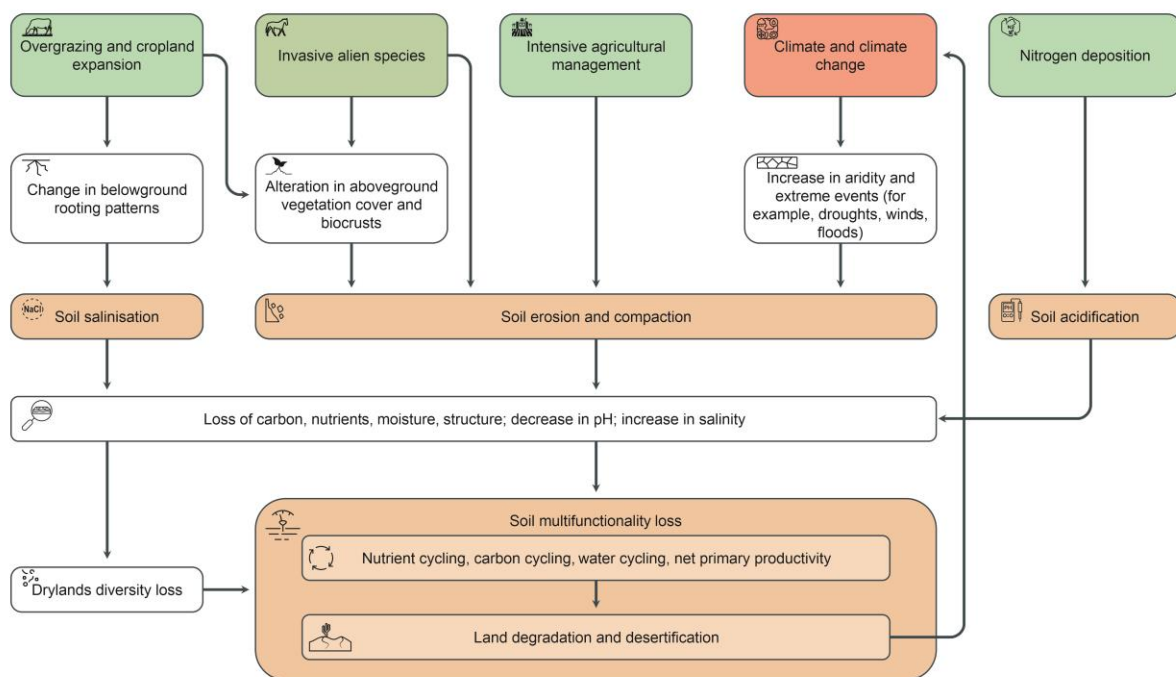 Overgrazing and cropland
expansion
Invasive alien species
Intensive agricultural
management
Climate and climate
change
Nitrogen deposition
Change in belowground
rooting patterns
Alteration in aboveground
vegetation cover and
biocrusts
Increase in aridity and
extreme events (for
example, droughts, winds,
floods)
NaCl
Soil salinisation
Soil erosion and compaction
Soil acidification
Loss of carbon, nutrients, moisture, structure; decrease in pH; increase in salinity
Soil multifunctionality loss
Nutrient cycling, carbon cycling, water cycling, net primary productivity
Drylands diversity loss
Land degradation and desertification